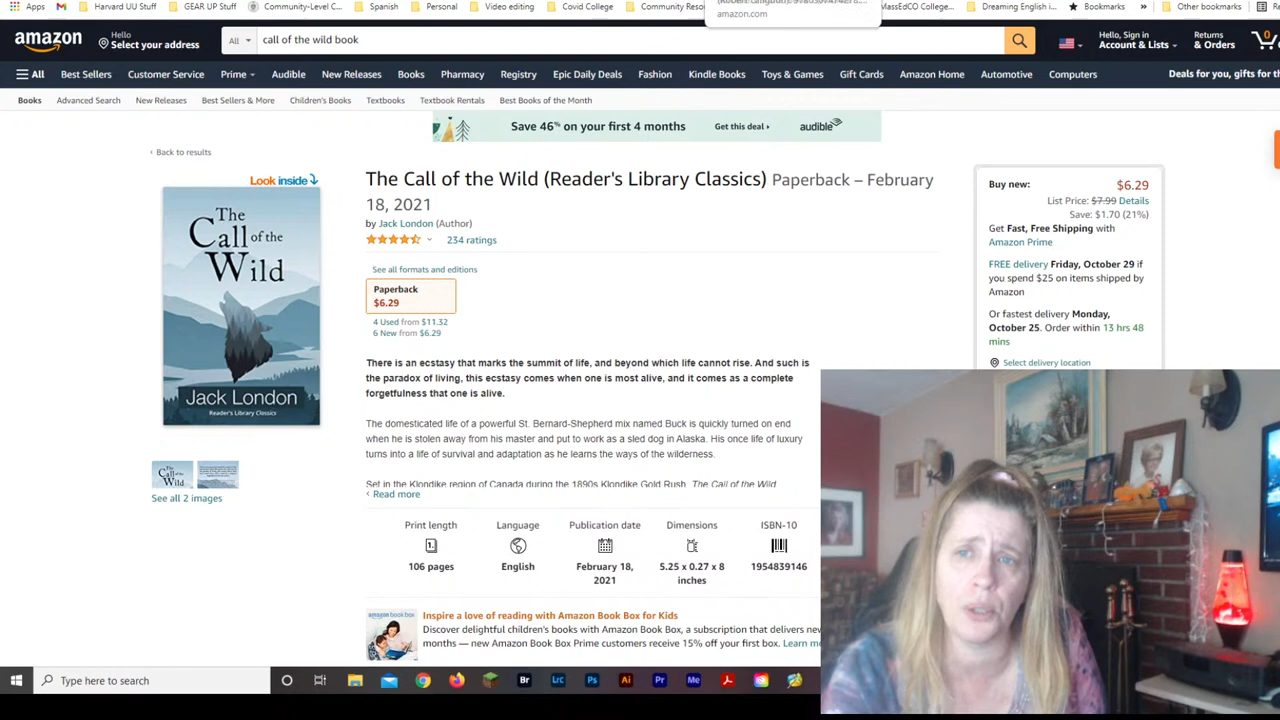 Apps
Harvard UU Stuff
GEAR UP Stuff
Community-Level C...
Spanish
Personal
Video editing
Covid College
Community Resou
MassEdCO College...
Dreaming English i...
Bookmarks
»
Other bookmarks
amazon.com
amazon
Hello
Select your address
All
call of the wild book
Hello, Sign in
Account & Lists
Returns
& Orders
0
All
Best Sellers
Customer Service
Prime
Audible
New Releases
Books
Pharmacy
Registry
Epic Daily Deals
Fashion
Kindle Books
Toys & Games
Gift Cards
Amazon Home
Automotive
Computers
Deals for you, gifts for th
Books
Advanced Search
New Releases
Best Sellers & More
Children's Books
Textbooks
Textbook Rentals
Best Books of the Month
Save 46% on your first 4 months
Get this deal
audible
‹ Back to results
Look inside
The
Call of the
Wild
Jack London
Reader's Library Classics
See all 2 images
The Call of the Wild (Reader's Library Classics) Paperback – February
18, 2021
by Jack London (Author)
234 ratings
See all formats and editions
Paperback
$6.29
4 Used from $11.32
6 New from $6.29
There is an ecstasy that marks the summit of life, and beyond which life cannot rise. And such is
the paradox of living, this ecstasy comes when one is most alive, and it comes as a complete
forgetfulness that one is alive.
The domesticated life of a powerful St. Bernard-Shepherd mix named Buck is quickly turned on end
when he is stolen away from his master and put to work as a sled dog in Alaska. His once life of luxury
turns into a life of survival and adaptation as he learns the ways of the wilderness.
Set in the Klondike region of Canada during the 1890s Klondike Gold Rush, The Call of the Wild
‹ Read more
Print length
106 pages
Language
English
Publication date
February 18,
2021
Dimensions
5.25 x 0.27 x 8
inches
ISBN-10
1954839146
amazon book box
Inspire a love of reading with Amazon Book Box for Kids
Discover delightful children's books with Amazon Book Box, a subscription that delivers new
months — new Amazon Book Box Prime customers receive 15% off your first box. Learn mo
Buy new:
$6.29
List Price: $7.99 Details
Save: $1.70 (21%)
Get Fast, Free Shipping with
Amazon Prime
FREE delivery Friday, October 29 if
you spend $25 on items shipped by
Amazon
Or fastest delivery Monday,
October 25. Order within 13 hrs 48
mins
Select delivery location
Type here to search
Br
Lrc
Ps
Ai
Pr
Me